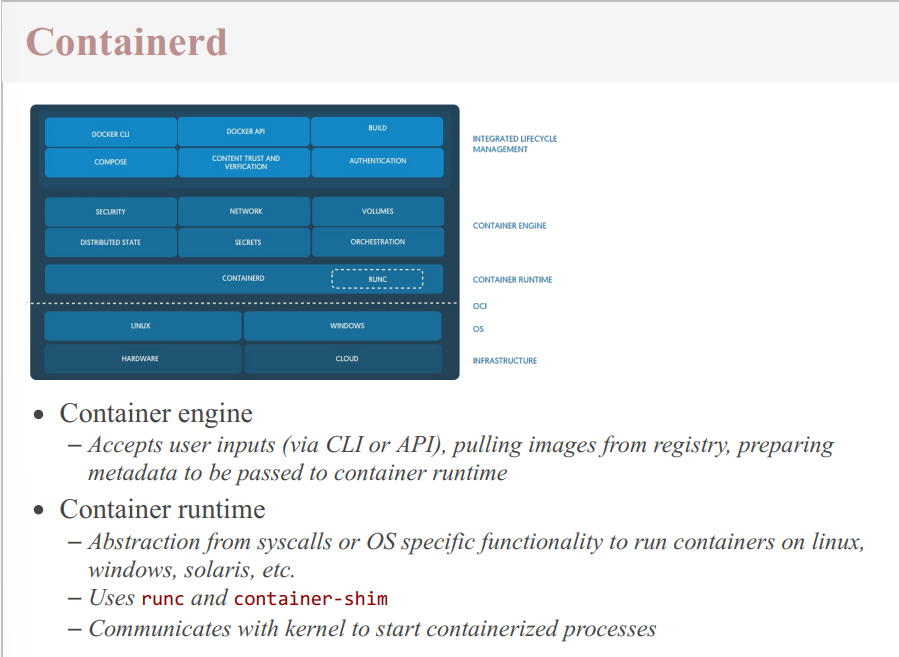 Containerd
DOCKER CLI
DOCKER API
BUILD
INTEGRATED LIFECYCLE
MANAGEMENT
COMPOSE
CONTENT TRUST AND
VERFICATION
AUTHENTICATION
SECURITY
NETWORK
VOLUMES
CONTAINER ENGINE
DISTRIBUTED STATE
SECRETS
ORCHESTRATION
CONTAINERD
RUNC
CONTAINER RUNTIME
OCI
LINUX
WINDOWS
OS
HARDWARE
CLOUD
INFRASTRUCTURE
• Container engine
– Accepts user inputs (via CLI or API), pulling images from registry, preparing
metadata to be passed to container runtime
• Container runtime
– Abstraction from syscalls or OS specific functionality to run containers on linux,
windows, solaris, etc.
– Uses runc and container-shim
– Communicates with kernel to start containerized processes